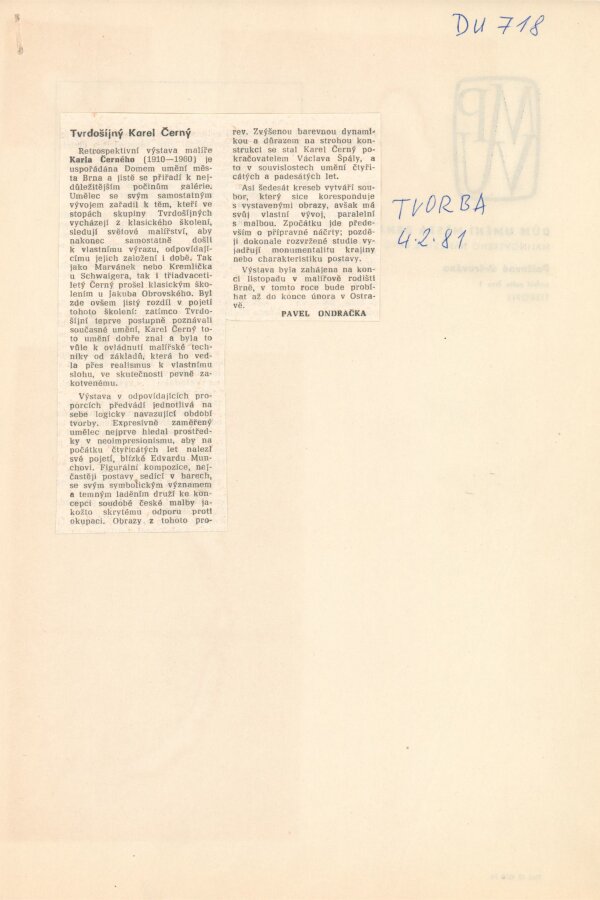 DU 718
Tvrdošíjný Karel Černý
Retrospektivní výstava malíře
Karla Černého (1910—1960) je
uspořádána Domem umění měs-
ta Brna a jistě se přiřadí k nej-
důležitějším počinům galérie.
Umělec se svým samostatným
vývojem zařadil k těm, kteří ve
stopách skupiny Tvrdošíjných
vycházejí z klasického školení,
sledují světové malířství, aby
nakonec samostatně došli
k vlastnímu výrazu, odpovídají-
címu jejich založení i době. Tak
jako Marvánek nebo Kremlička
u Schwaigera, tak i třiadvaceti-
letý Černý prošel klasickým ško-
lením u Jakuba Obrovského. Byl
zde ovšem jistý rozdíl v pojetí
tohoto školení: zatímco Tvrdo-
šíjní teprve postupně poznávali
současné umění, Karel Černý to-
to umění dobře znal a byla to
vůle k ovládnutí malířské tech-
niky od základů, která ho ved-
la přes realismus k vlastnímu
slohu, ve skutečnosti pevně za-
kotvenému.
Výstava v odpovídajících pro-
porcích předvádí jednotlivá na
sebe logicky navazující období
tvorby. Expresivně zaměřený
umělec nejprve hledal prostřed-
ky v neoimpresionismu, aby na
počátku čtyřicátých let nalezl
své pojetí, blízké Edvardu Mun-
chovi. Figurální kompozice, nej-
častěji postavy sedící v barech,
se svým symbolickým významem
a temným laděním druží ke kon-
cepci soudobé české malby ja-
kožto skrytému odporu proti
okupaci. Obrazy z tohoto pro-
rev. Zvýšenou barevnou dynami-
kou a důrazem na strohou kon-
strukci se stal Karel Černý po-
kračovatelem Václava Špály, a
to v souvislostech umění čtyři-
cátých a padesátých let.
Asi šedesát kreseb vytváří sou-
bor, který sice koresponduje
s vystavenými obrazy, avšak má
svůj vlastní vývoj, paralelní
s malbou. Zpočátku jde přede-
vším o přípravné náčrty; pozdě-
ji dokonale rozvržené studie vy-
jadřují monumentalitu krajiny
nebo charakteristiku postavy.
Výstava byla zahájena na kon-
ci listopadu v malířově rodišti
Brně, v tomto roce bude probí-
hat až do konce února v Ostra-
vě.
PAVEL ONDRAČKA
TVORBA
4.2.81